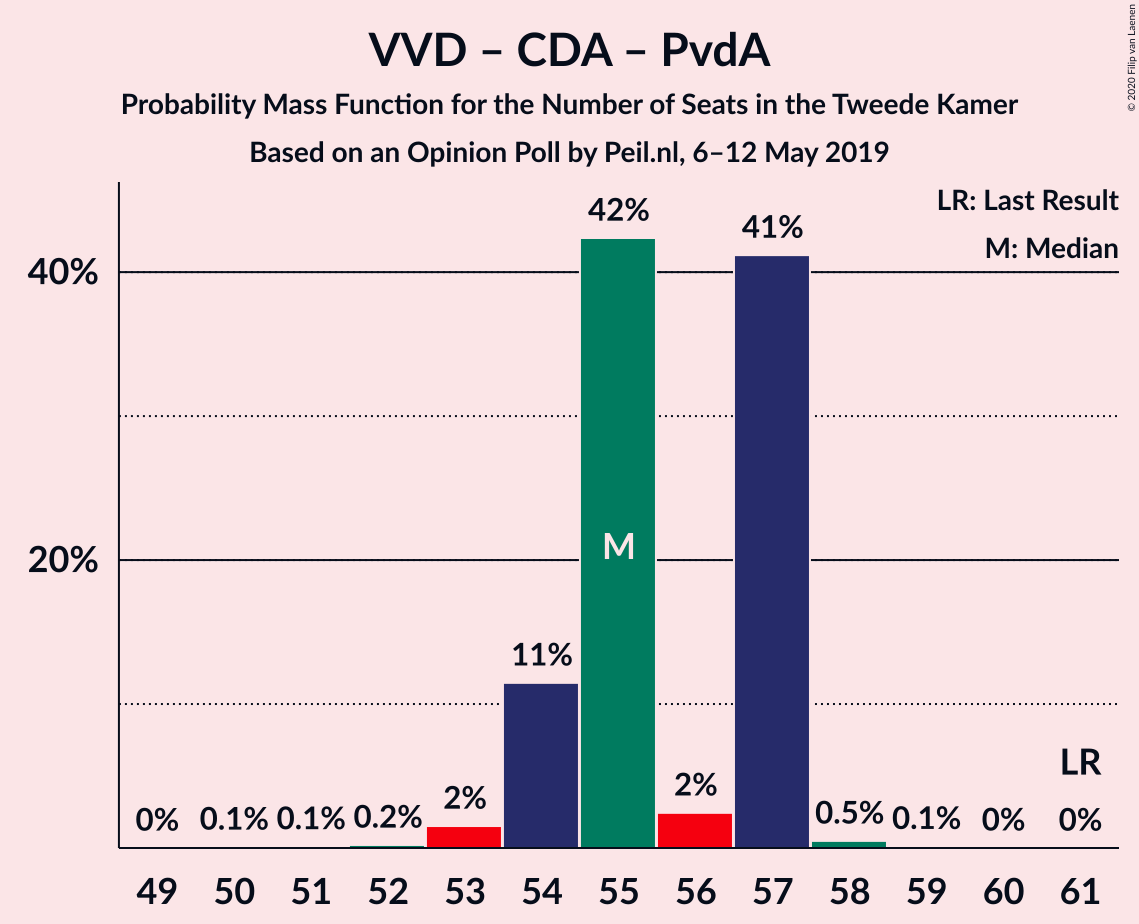 VVD – CDA – PvdA
Probability Mass Function for the Number of Seats in the Tweede Kamer
Based on an Opinion Poll by Peil.nl, 6–12 May 2019
© 2020 Filip van Laenen
LR: Last Result
M: Median
40%
20%
0% 0.1% 0.1% 0.2% 2% 11% 42% 2% 41% 0.5% 0.1% 0% 0%
M
LR
49 50 51 52 53 54 55 56 57 58 59 60 61